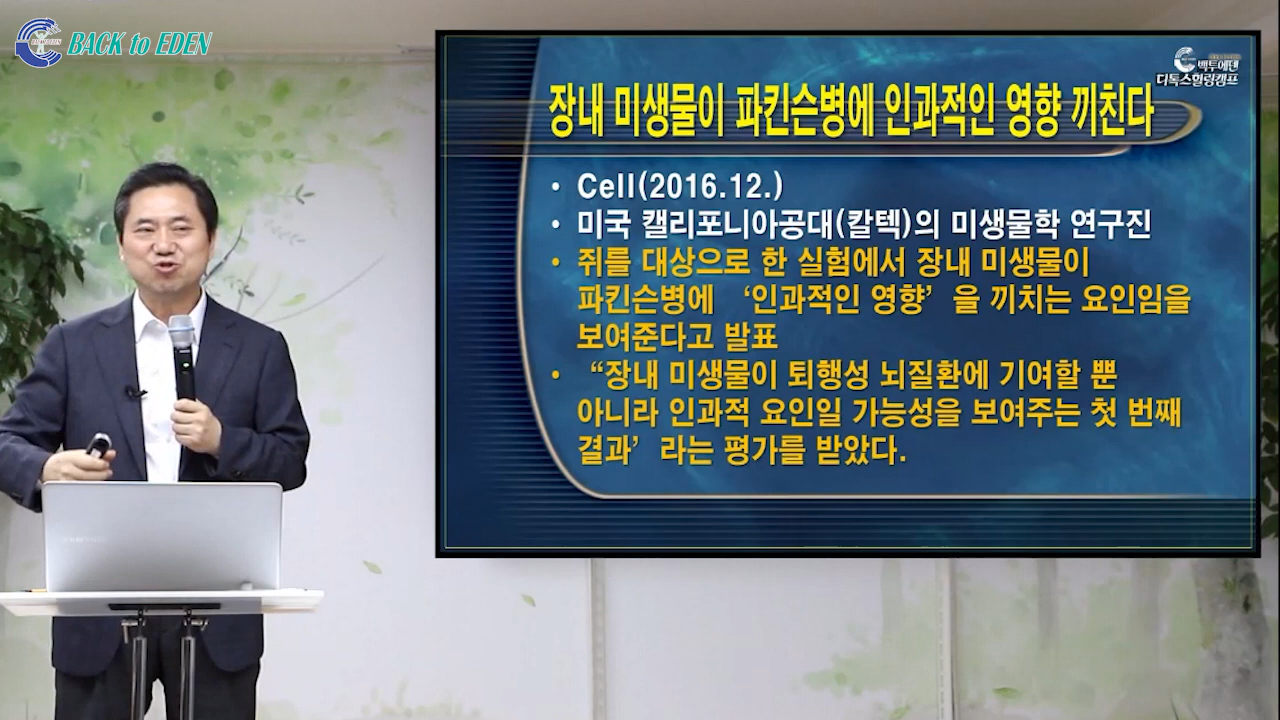 BACK to EDEN
백투에덴
디톡스힐링캠프
장내 미생물이 파킨슨병에 인과적인 영향 끼친다
• Cell(2016.12.)
• 미국 캘리포니아공대(칼텍)의 미생물학 연구진
• 쥐를 대상으로 한 실험에서 장내 미생물이
파킨슨병에 ‘인과적인 영향’을 끼치는 요인임을
보여준다고 발표
• “장내 미생물이 퇴행성 뇌질환에 기여할 뿐
아니라 인과적 요인일 가능성을 보여주는 첫 번째
결과’라는 평가를 받았다.